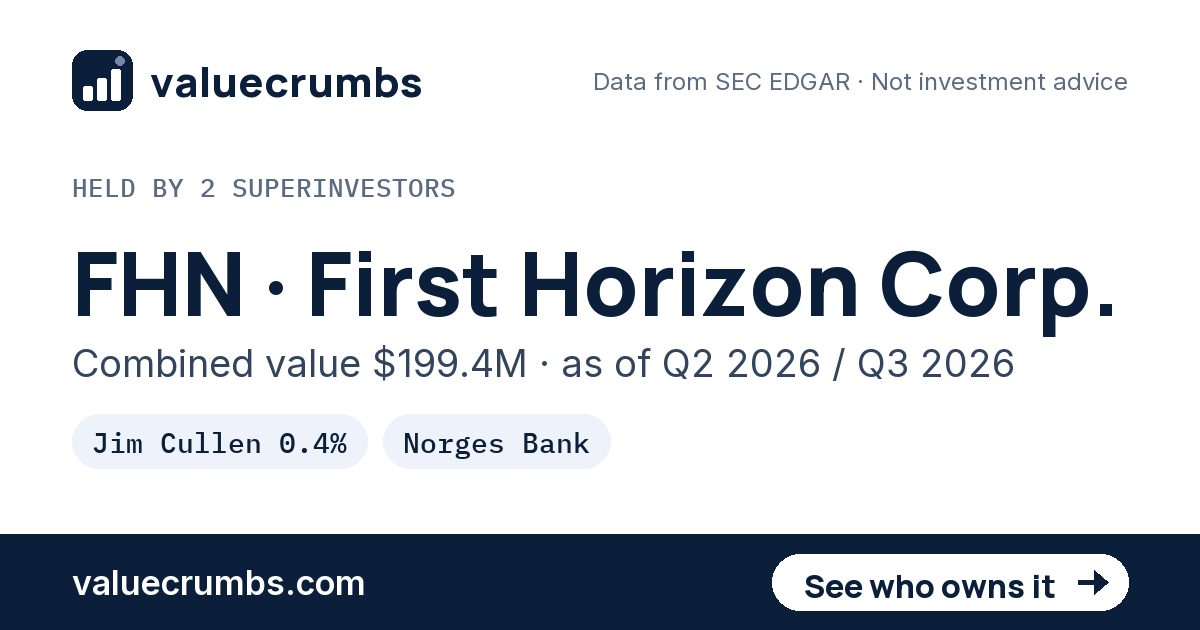 valuecrumbs
Data from SEC EDGAR · Not investment advice
HELD BY 2 SUPERINVESTORS
FHN · First Horizon Corp.
Combined value $199.4M · as of Q2 2026 / Q3 2026
Jim Cullen 0.4%
Norges Bank
valuecrumbs.com
See who owns it →